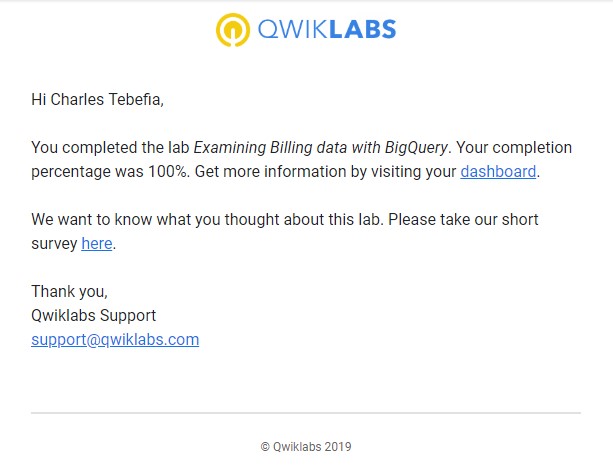 QWIKLABS
Hi Charles Tebefia,
You completed the lab Examining Billing data with BigQuery. Your completion
percentage was 100%. Get more information by visiting your dashboard.
We want to know what you thought about this lab. Please take our short
survey here.
Thank you,
Qwiklabs Support
support@qwiklabs.com
© Qwiklabs 2019